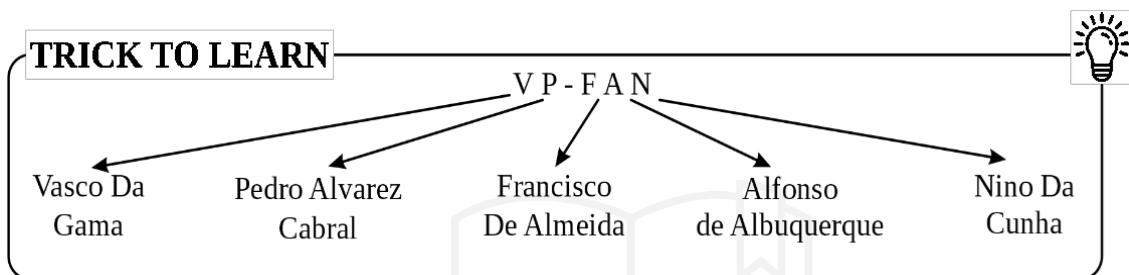 TRICK TO LEARN
V P - F A N
Vasco Da
Gama
Pedro Alvarez
Cabral
Francisco
De Almeida
Alfonso
de Albuquerque
Nino Da
Cunha